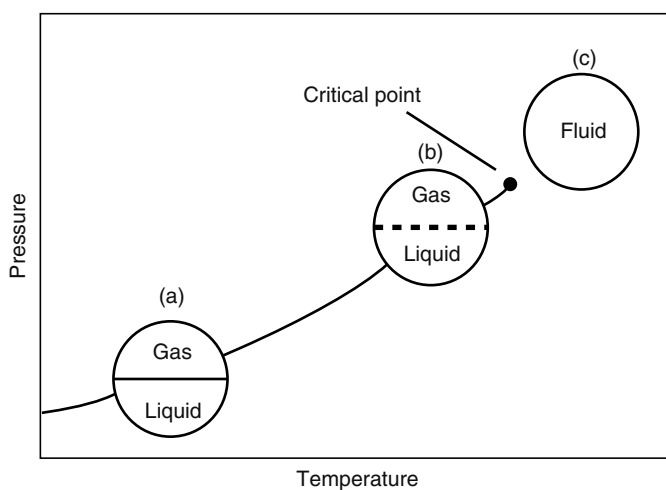 (c)
Critical point
Fluid
(b)
Gas
Liquid
Pressure
(a)
Gas
Liquid
Temperature